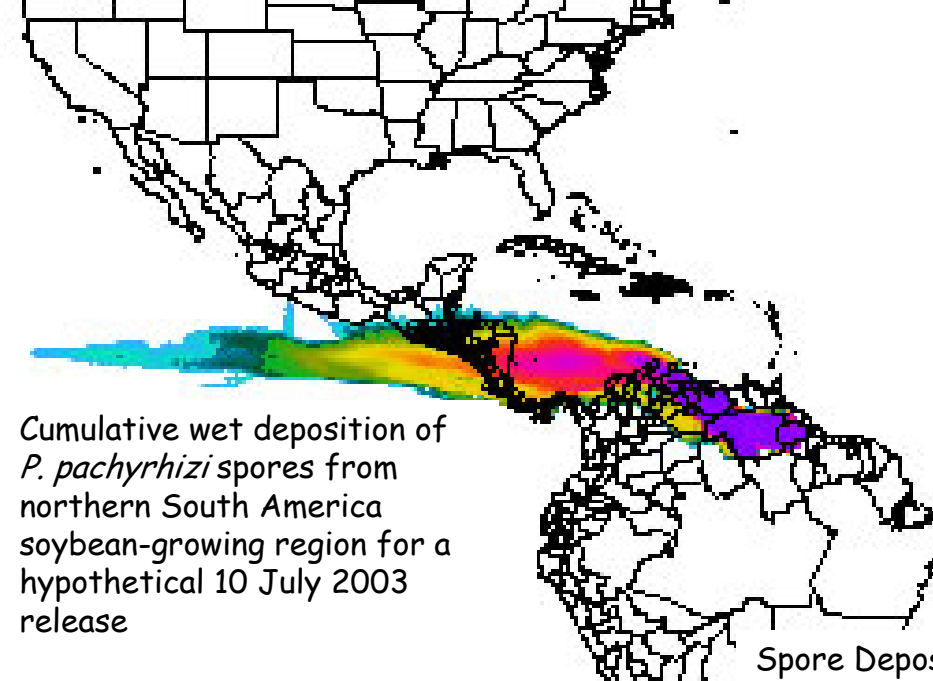 Cumulative wet deposition of
P. pachyrhizi spores from
northern South America
soybean-growing region for a
hypothetical 10 July 2003
release
Spore Depos